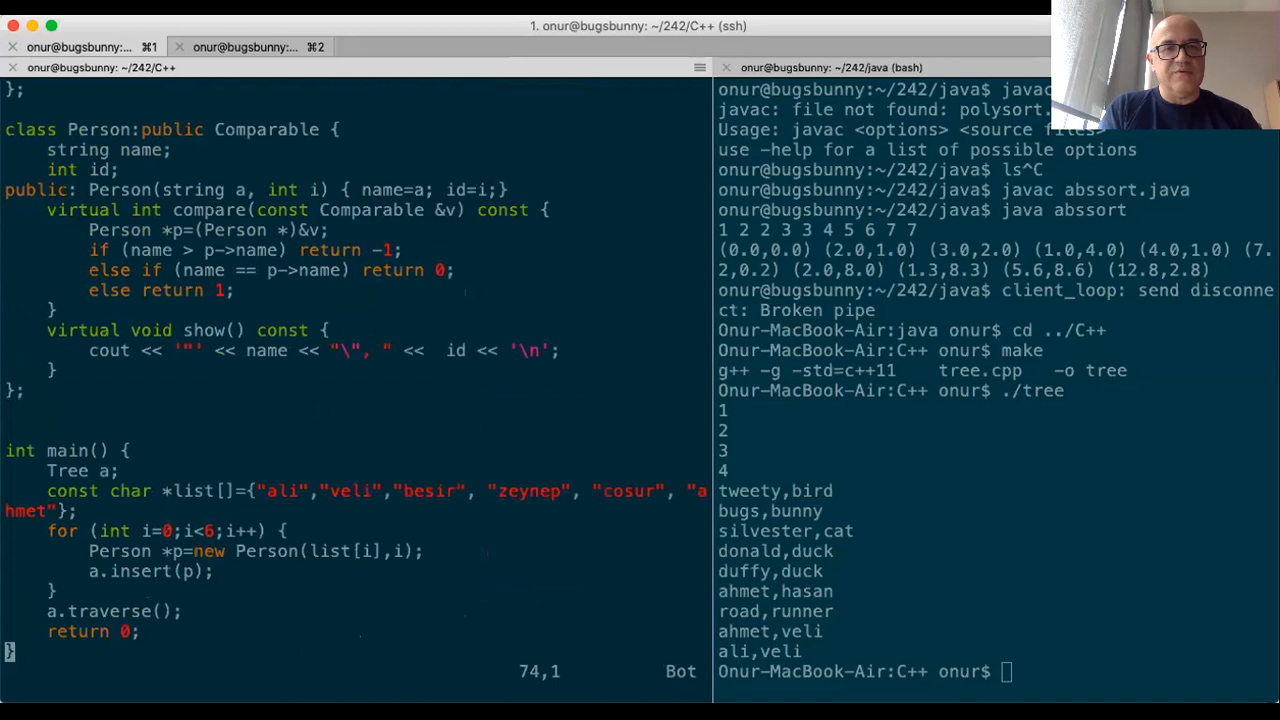 1. onur@bugsbunny: ~/242/C++ (ssh)
onur@bugsbunny:... ⌘1
onur@bugsbunny: ~/242/... ⌘2
onur@bugsbunny: ~/242/C++
};
class Person:public Comparable {
    string name;
    int id;
public: Person(string a, int i) { name=a; id=i;}
    virtual int compare(const Comparable &v) const {
        Person *p=(Person *)&v;
        if (name > p->name) return -1;
        else if (name == p->name) return 0;
        else return 1;
    }
    virtual void show() const {
        cout << '"' << name << "\", " <<  id << '\n';
    }
};
int main() {
    Tree a;
    const char *list[]={"ali","veli","besir", "zeynep", "cosur", "a
hmet"};
    for (int i=0;i<6;i++) {
        Person *p=new Person(list[i],i);
        a.insert(p);
    }
    a.traverse();
    return 0;
}
74,1 Bot
onur@bugsbunny: ~/242/java (bash)
onur@bugsbunny:~/242/java$ javac
javac: file not found: polysort.
Usage: javac <options> <source files>
use -help for a list of possible options
onur@bugsbunny:~/242/java$ ls^C
onur@bugsbunny:~/242/java$ javac abssort.java
onur@bugsbunny:~/242/java$ java abssort
1 2 2 3 3 4 5 6 7 7
(0.0,0.0) (2.0,1.0) (3.0,2.0) (1.0,4.0) (4.0,1.0) (7.
2,0.2) (2.0,8.0) (1.3,8.3) (5.6,8.6) (12.8,2.8)
onur@bugsbunny:~/242/java$ client_loop: send disconne
ct: Broken pipe
Onur-MacBook-Air:java onur$ cd ../C++
Onur-MacBook-Air:C++ onur$ make
g++ -g -std=c++11    tree.cpp   -o tree
Onur-MacBook-Air:C++ onur$ ./tree
1
2
3
4
tweety,bird
bugs,bunny
silvester,cat
donald,duck
duffy,duck
ahmet,hasan
road,runner
ahmet,veli
ali,veli
Onur-MacBook-Air:C++ onur$